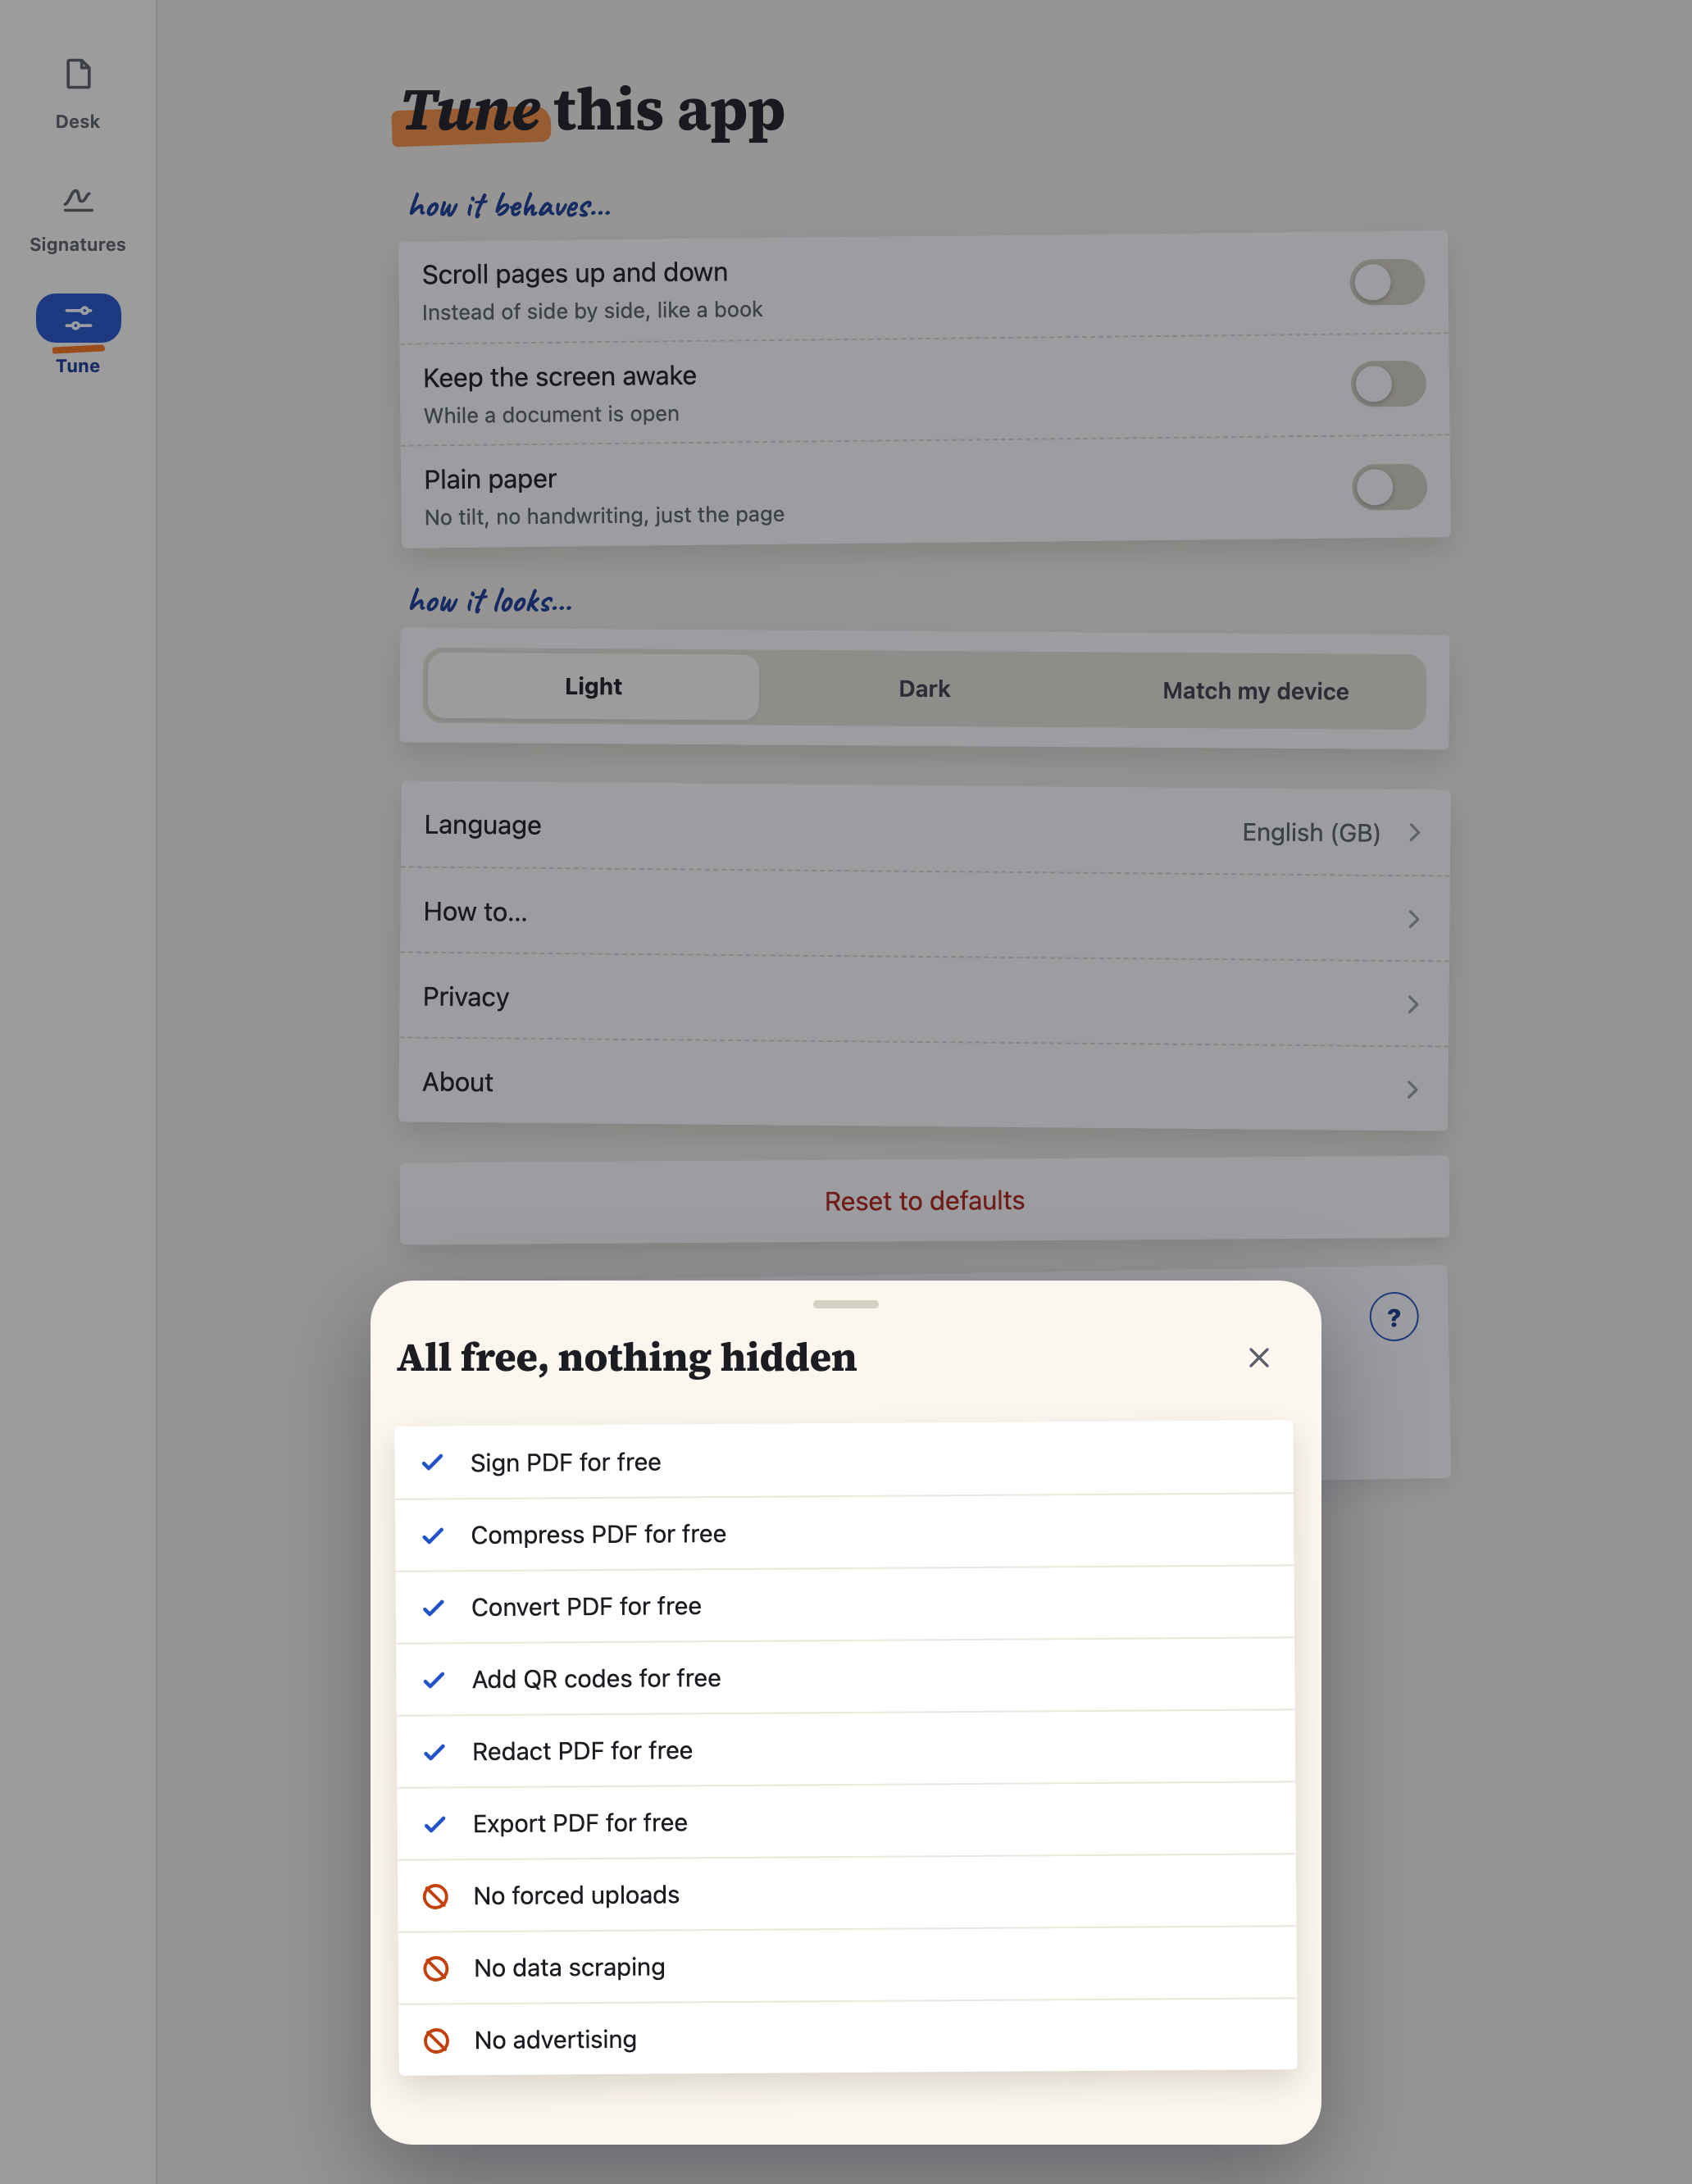 Desk
Signatures
Tune
Tune this app
how it behaves...
Scroll pages up and down
Instead of side by side, like a book
Keep the screen awake
While a document is open
Plain paper
No tilt, no handwriting, just the page
how it looks...
Light
Dark
Match my device
Language
English (GB)
How to...
Privacy
About
Reset to defaults
?
All free, nothing hidden
Sign PDF for free
Compress PDF for free
Convert PDF for free
Add QR codes for free
Redact PDF for free
Export PDF for free
No forced uploads
No data scraping
No advertising